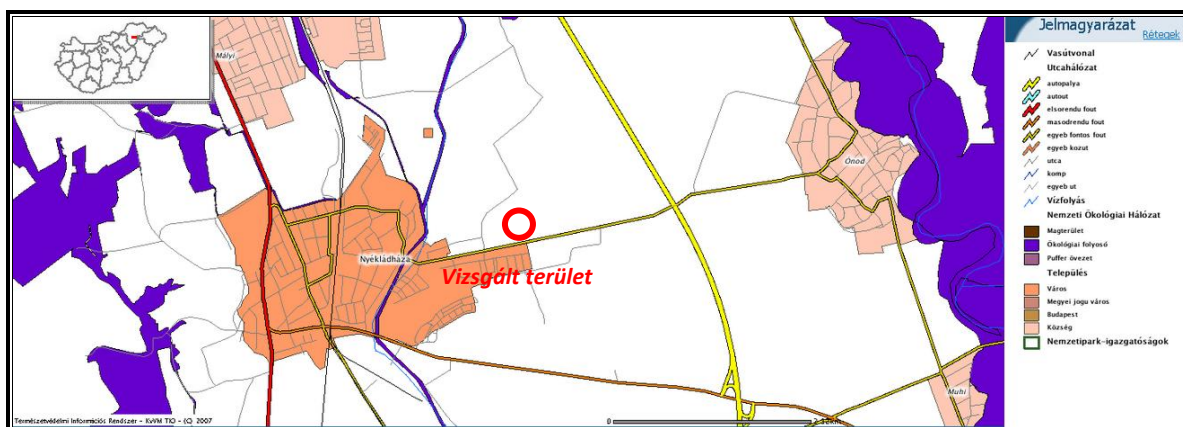 Mályi
Ónod
Nyékládháza
Vizsgált terület
Muhi
Természetvédelmi Információs Rendszer - KvVM TIO - (C) 2007
0 2.12km
Jelmagyarázat
Rétegek
Vasútvonal
Utcahálózat
autopalya
autout
elsorendu fout
masodrendu fout
egyeb fontos fout
egyeb kozut
utca
komp
egyeb ut
Vízfolyás
Nemzeti Ökológiai Hálózat
Magterület
Ökológiai folyosó
Puffer övezet
Település
Város
Megyei jogu város
Budapest
Község
Nemzetipark-igazgatóságok